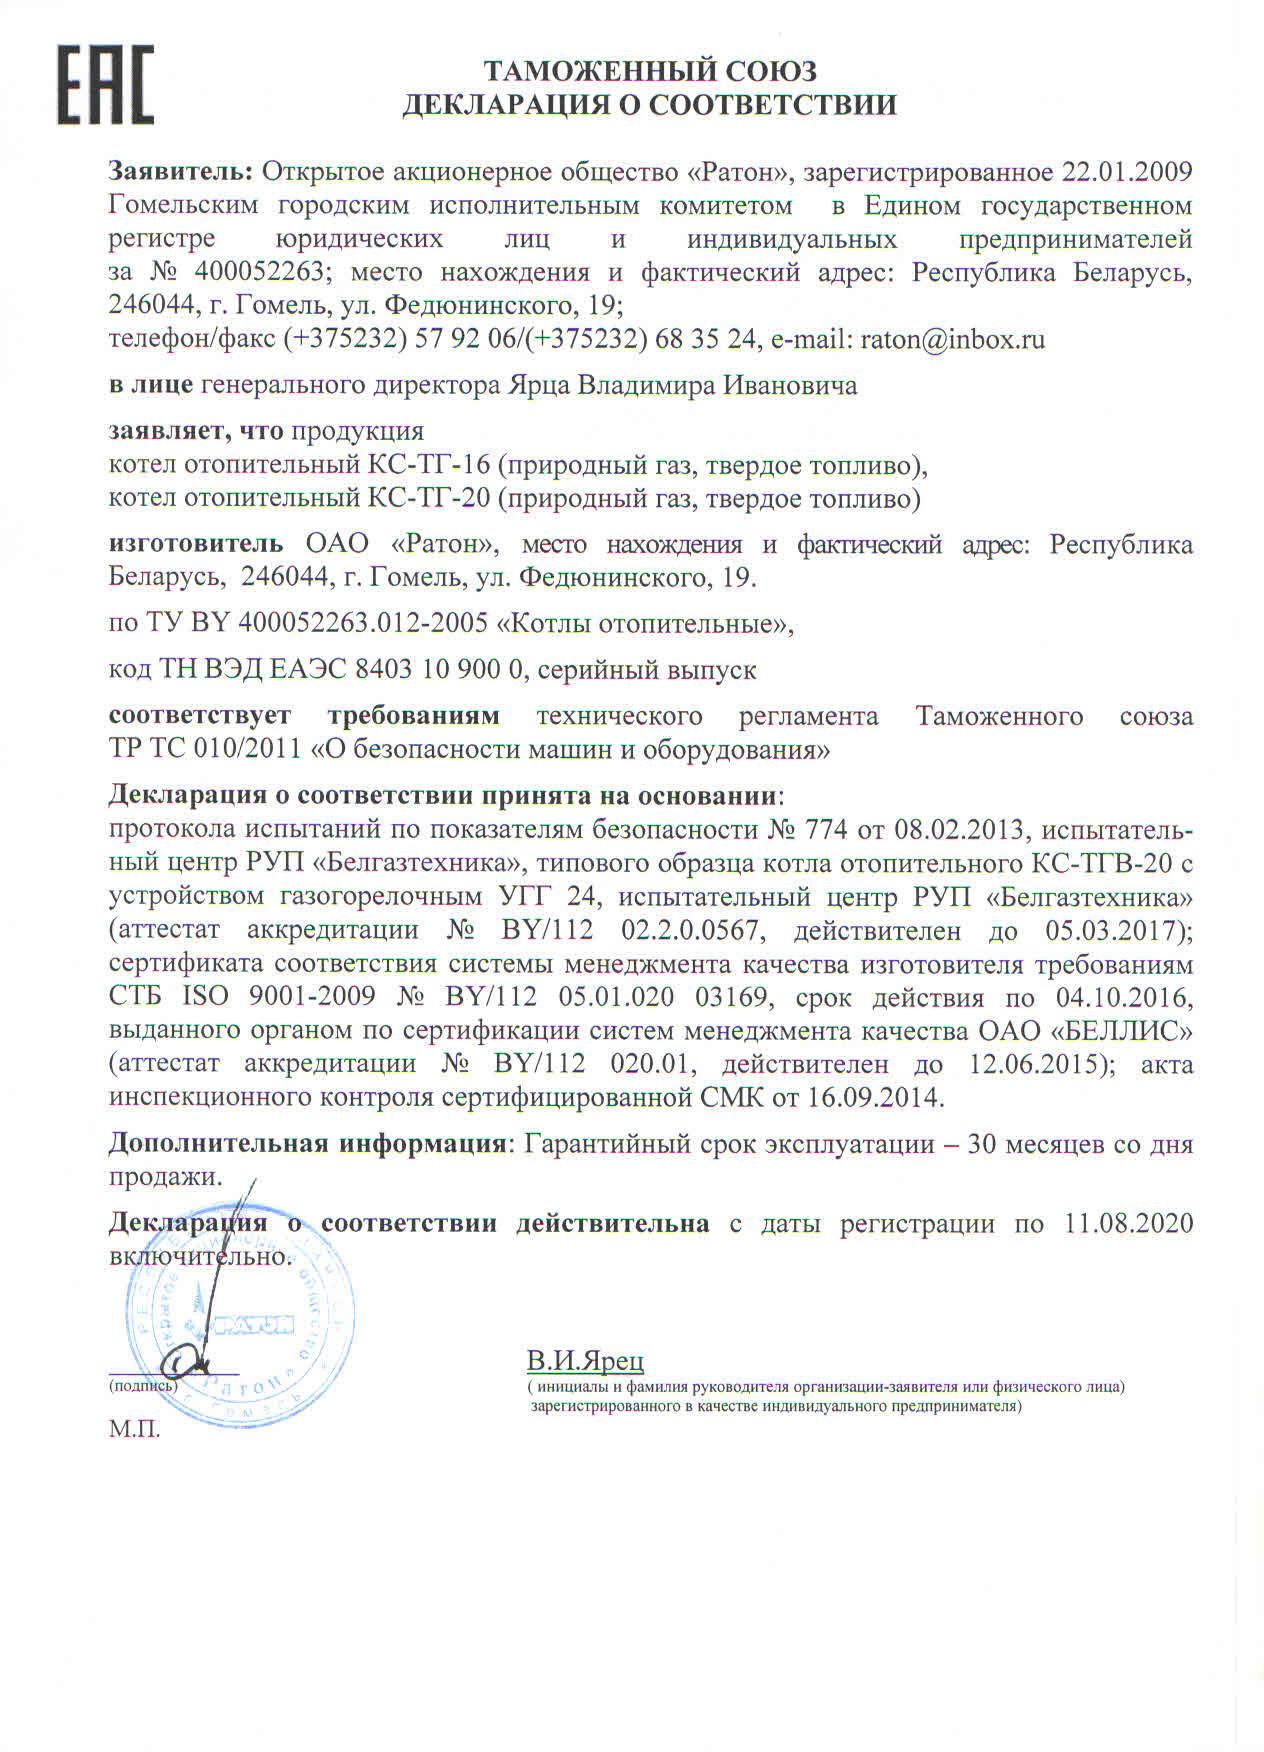 EAC
ТАМОЖЕННЫЙ СОЮЗ
ДЕКЛАРАЦИЯ О СООТВЕТСТВИИ
Заявитель: Открытое акционерное общество «Ратон», зарегистрированное 22.01.2009
Гомельским городским исполнительным комитетом в Едином государственном
регистре юридических лиц и индивидуальных предпринимателей
за № 400052263; место нахождения и фактический адрес: Республика Беларусь,
246044, г. Гомель, ул. Федюнинского, 19;
телефон/факс (+375232) 57 92 06/(+375232) 68 35 24, e-mail: raton@inbox.ru
в лице генерального директора Ярца Владимира Ивановича
заявляет, что продукция
котел отопительный КС-ТГ-16 (природный газ, твердое топливо),
котел отопительный КС-ТГ-20 (природный газ, твердое топливо)
изготовитель ОАО «Ратон», место нахождения и фактический адрес: Республика
Беларусь, 246044, г. Гомель, ул. Федюнинского, 19.
по ТУ BY 400052263.012-2005 «Котлы отопительные»,
код ТН ВЭД ЕАЭС 8403 10 900 0, серийный выпуск
соответствует требованиям технического регламента Таможенного союза
ТР ТС 010/2011 «О безопасности машин и оборудования»
Декларация о соответствии принята на основании:
протокола испытаний по показателям безопасности № 774 от 08.02.2013, испытатель-
ный центр РУП «Белгазтехника», типового образца котла отопительного КС-ТГВ-20 с
устройством газогорелочным УГГ 24, испытательный центр РУП «Белгазтехника»
(аттестат аккредитации № BY/112 02.2.0.0567, действителен до 05.03.2017);
сертификата соответствия системы менеджмента качества изготовителя требованиям
СТБ ISO 9001-2009 № BY/112 05.01.020 03169, срок действия по 04.10.2016,
выданного органом по сертификации систем менеджмента качества ОАО «БЕЛЛИС»
(аттестат аккредитации № BY/112 020.01, действителен до 12.06.2015); акта
инспекционного контроля сертифицированной СМК от 16.09.2014.
Дополнительная информация: Гарантийный срок эксплуатации – 30 месяцев со дня
продажи.
Декларация о соответствии действительна с даты регистрации по 11.08.2020
включительно.
РАТОН
«Ратон»
г. Гомель
В.И.Ярец
(подпись)
( инициалы и фамилия руководителя организации-заявителя или физического лица)
зарегистрированного в качестве индивидуального предпринимателя)
М.П.